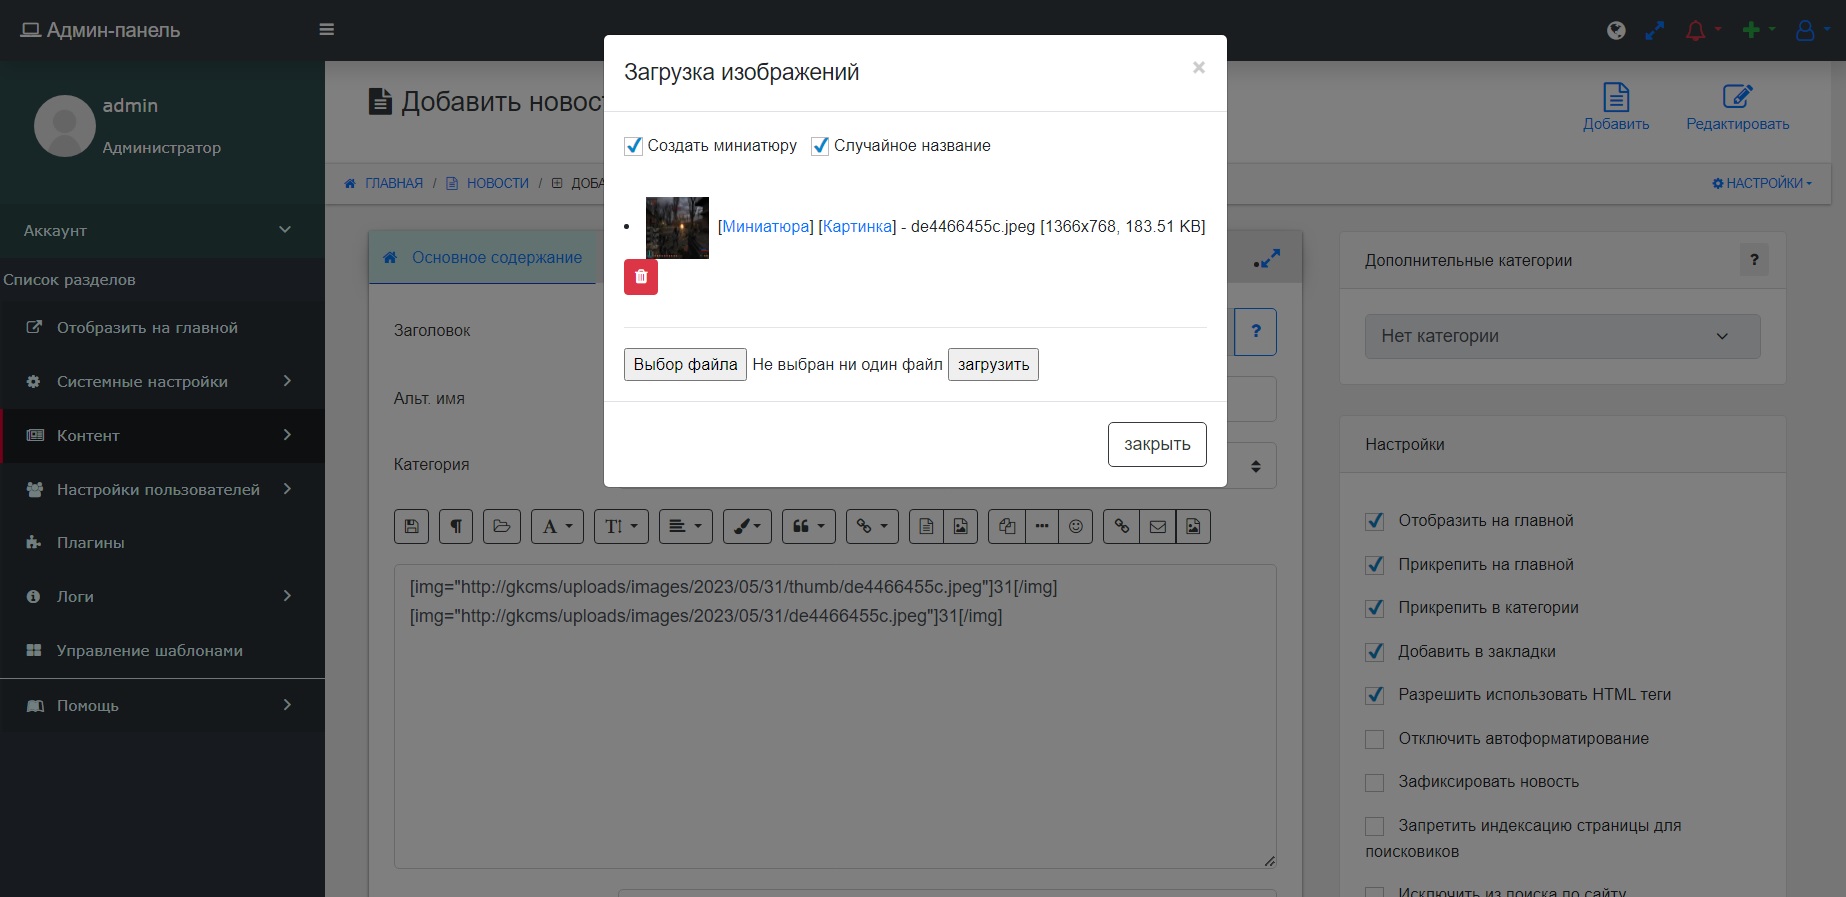 Админ-панель
admin
Администратор
Аккаунт
Список разделов
Отобразить на главной
Системные настройки
Контент
Настройки пользователей
Плагины
Логи
Управление шаблонами
Помощь
Добавить новос
Добавить
Редактировать
ГЛАВНАЯ / НОВОСТИ / ДОБА
НАСТРОЙКИ
Загрузка изображений
×
Создать миниатюру Случайное название
[Миниатюра] [Картинка] - de4466455c.jpeg [1366x768, 183.51 KB]
Выбор файла Не выбран ни один файл загрузить
закрыть
Основное содержание
Заголовок
?
Альт. имя
Категория
[img="http://gkcms/uploads/images/2023/05/31/thumb/de4466455c.jpeg"]31[/img]
[img="http://gkcms/uploads/images/2023/05/31/de4466455c.jpeg"]31[/img]
Дополнительные категории
?
Нет категории
Настройки
Отобразить на главной
Прикрепить на главной
Прикрепить в категории
Добавить в закладки
Разрешить использовать HTML теги
Отключить автоформатирование
Зафиксировать новость
Запретить индексацию страницы для
поисковиков
Исключить из поиска по сайту